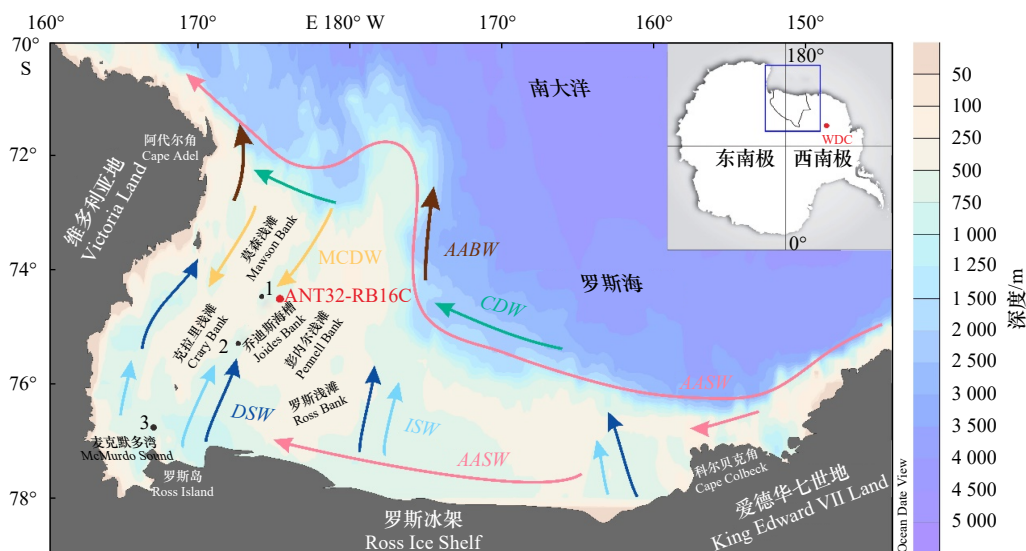 160°
170°
E 180° W
170°
160°
150°
70°
S
72°
74°
76°
78°
南大洋
罗斯海
阿代尔角
Cape Adel
维多利亚地
Victoria Land
莫森浅滩
Mawson Bank
MCDW
AABW
1
ANT32-RB16C
CDW
克拉里浅滩
Crary Bank
2
乔迪斯海槽
Joides Bank
彭内尔浅滩
Pennell Bank
罗斯浅滩
Ross Bank
AASW
DSW
ISW
3
麦克默多湾
McMurdo Sound
AASW
罗斯岛
Ross Island
科尔贝克角
Cape Colbeck
爱德华七世地
King Edward VII Land
罗斯冰架
Ross Ice Shelf
180°
WDC
东南极
西南极
0°
Ocean Date View
50
100
250
500
750
1 000
1 250
1 500
2 000
2 500
3 000
3 500
4 000
4 500
5 000
深度/m